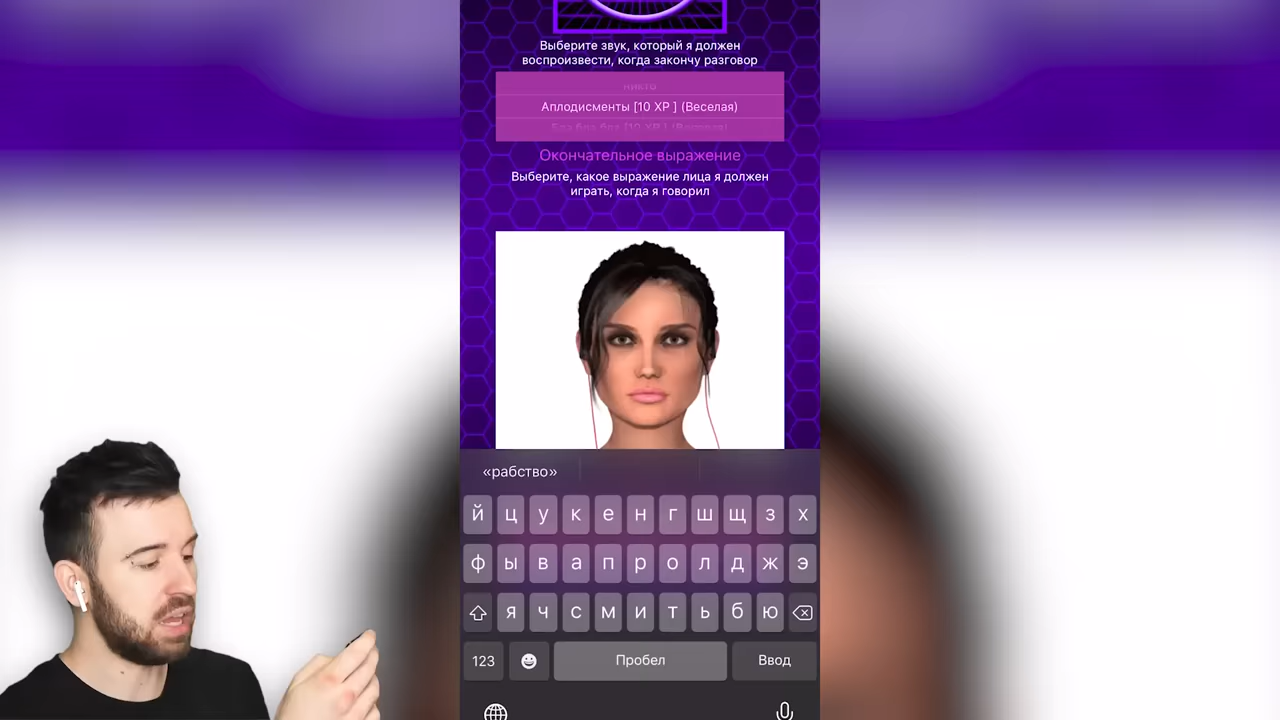 Выберите звук, который я должен
воспроизвести, когда закончу разговор
никто
Аплодисменты [10 XP ] (Веселая)
Окончательное выражение
Выберите, какое выражение лица я должен
играть, когда я говорил
«рабство»
й ц у к е н г ш щ з х
ф ы в а п р о л д ж э
я ч с м и т ь б ю
123 Пробел Ввод